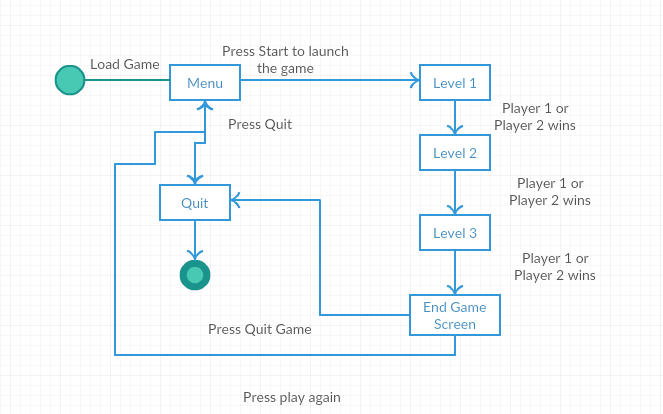 Load Game
Menu
Press Start to launch
the game
Level 1
Player 1 or
Player 2 wins
Press Quit
Level 2
Player 1 or
Player 2 wins
Quit
Level 3
Player 1 or
Player 2 wins
End Game
Screen
Press Quit Game
Press play again